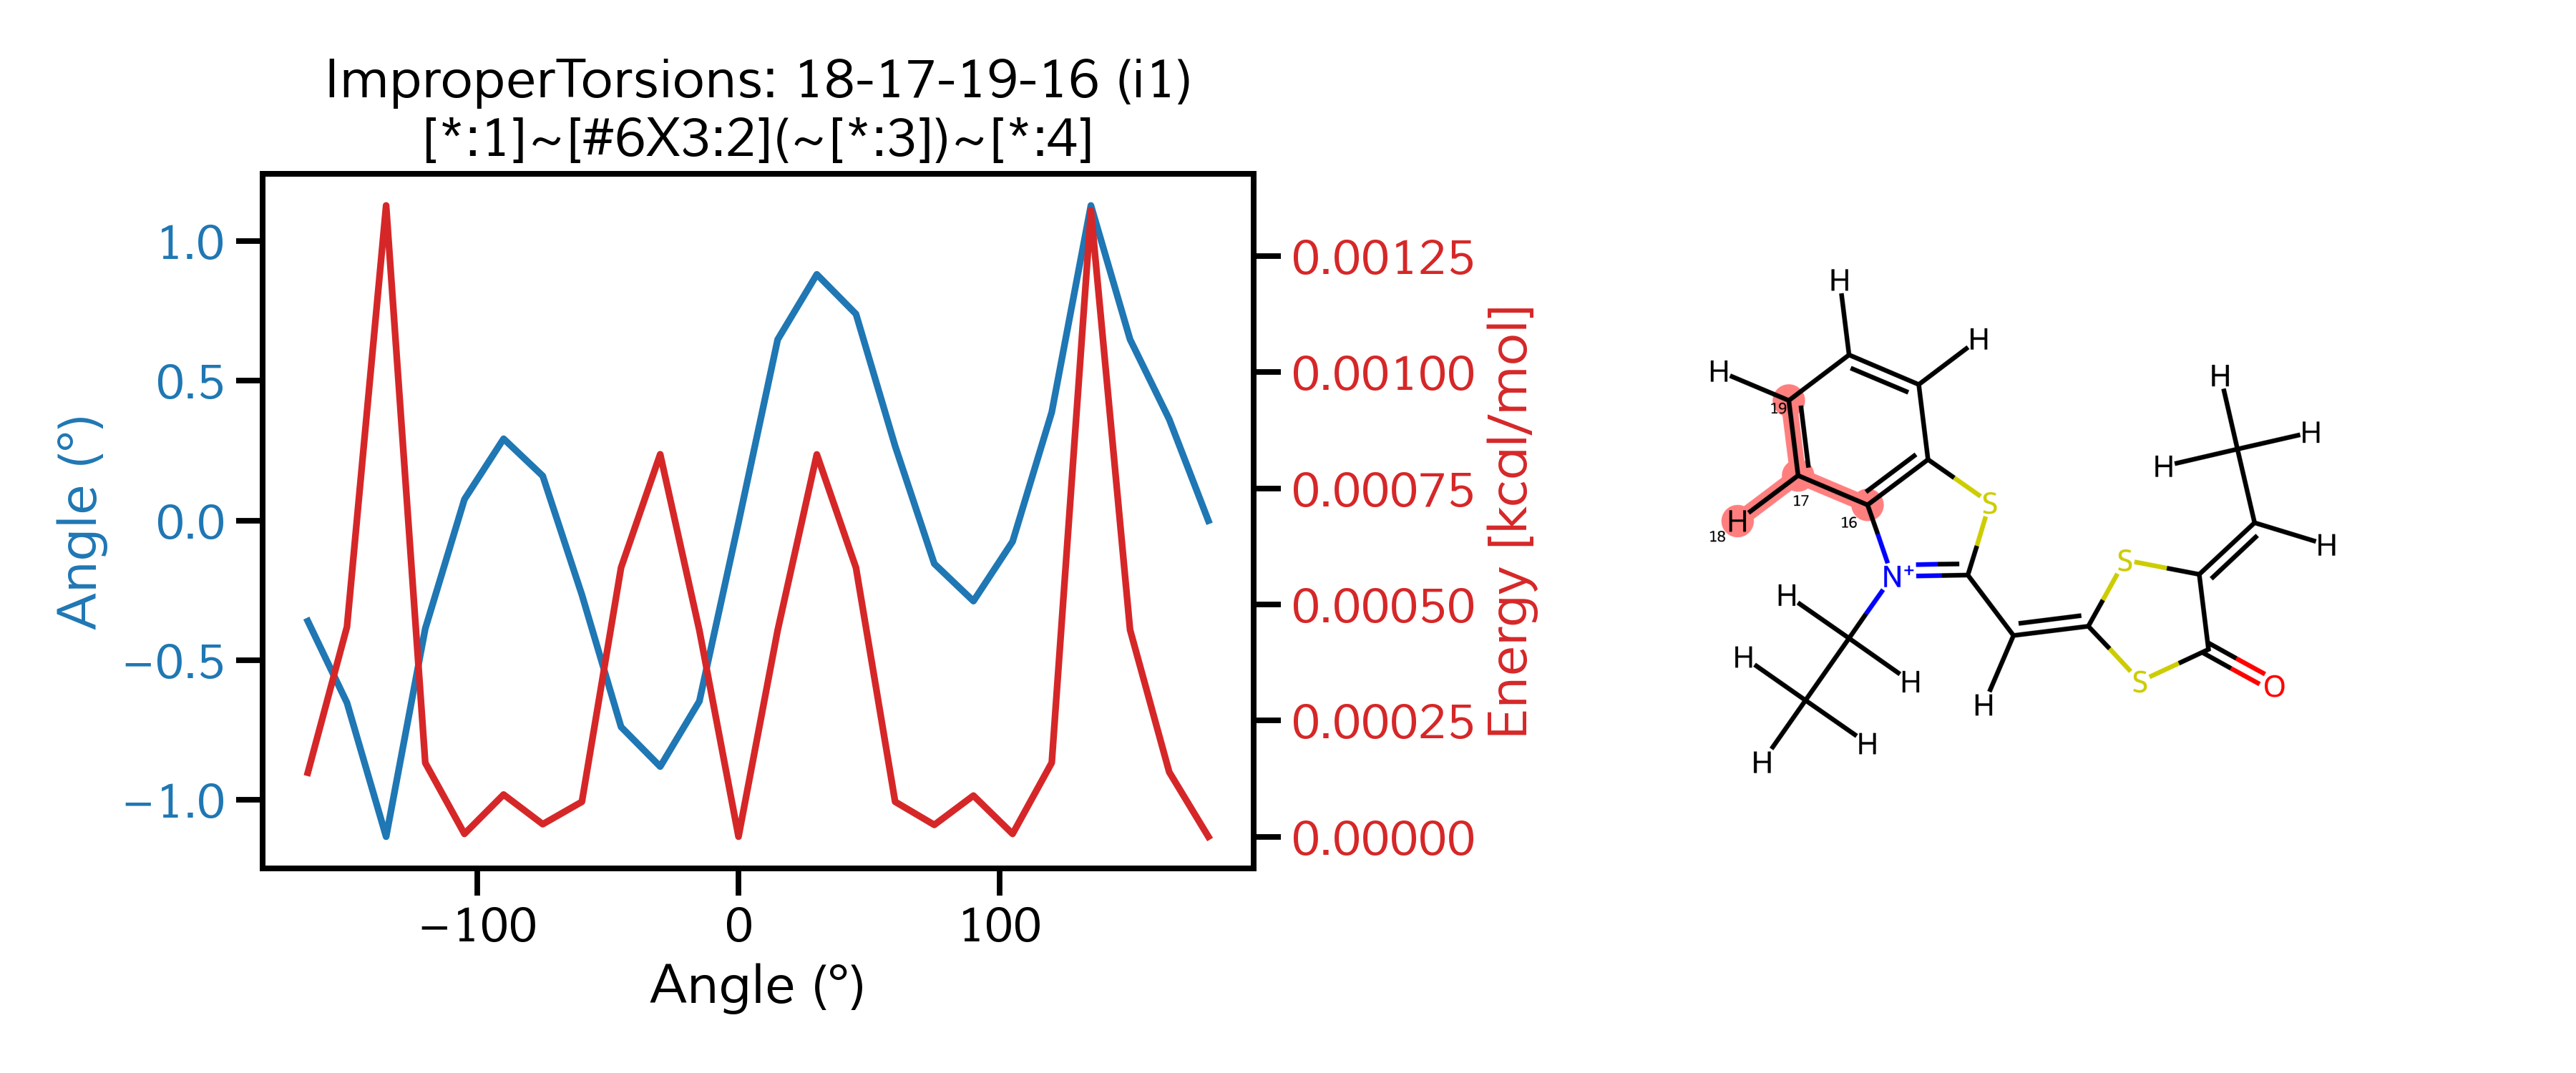 ImproperTorsions: 18-17-19-16 (i1)
[*:1]~[#6X3:2](~[*:3])~[*:4]
1.0
0.5
0.0
−0.5
−1.0
Angle (°)
0.00125
0.00100
0.00075
0.00050
0.00025
0.00000
Energy [kcal/mol]
−100
0
100
Angle (°)
H
H
H
19
17
H
18
16
S
N⁺
H
H
H
H
H
H
S
S
O
H
H
H
H